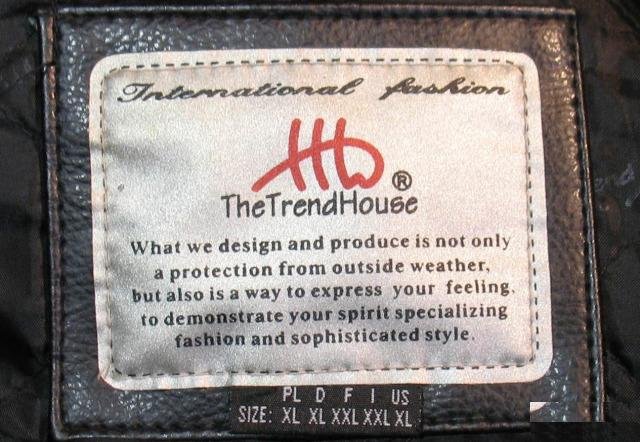 International fashion
®
TheTrendHouse
What we design and produce is not only
a protection from outside weather,
but also is a way to express your feeling.
to demonstrate your spirit specializing
fashion and sophisticated style.
PL D F I US
SIZE: XL XL XXL XXL XL